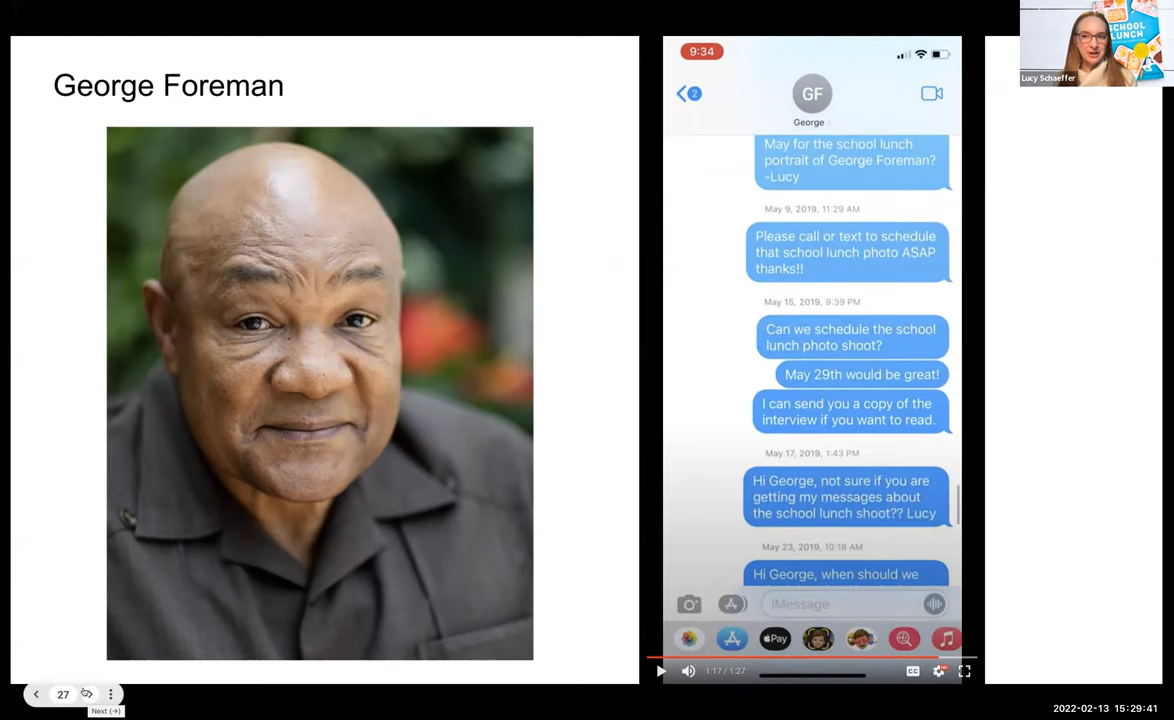 George Foreman
9:34
2
GF
George
May for the school lunch
portrait of George Foreman?
-Lucy
May 9, 2019, 11:29 AM
Please call or text to schedule
that school lunch photo ASAP
thanks!!
May 15, 2019, 9:39 PM
Can we schedule the school
lunch photo shoot?
May 29th would be great!
I can send you a copy of the
interview if you want to read.
May 17, 2019, 1:43 PM
Hi George, not sure if you are
getting my messages about
the school lunch shoot?? Lucy
May 23, 2019, 10:18 AM
Hi George, when should we
iMessage
Pay
1:17 / 1:27
CC
HD
SCHOOL
LUNCH
Lucy Schaeffer
27
Next (→)
2022-02-13 15:29:41